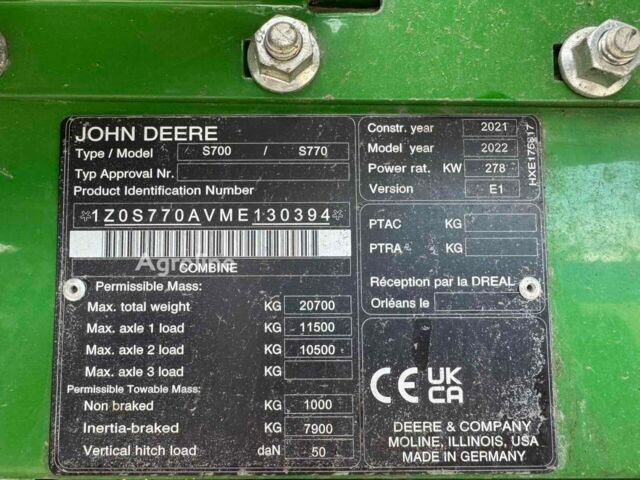 JOHN DEERE
Type / Model S700 / S770
Typ Approval Nr.
Product Identification Number
*1Z0S770AVME130394*
COMBINE
Permissible Mass:
Max. total weight KG 20700
Max. axle 1 load KG 11500
Max. axle 2 load KG 10500
Max. axle 3 load KG
Permissible Towable Mass:
Non braked KG 1000
Inertia-braked KG 7900
Vertical hitch load daN 50
Constr. year 2021
Model year 2022
Power rat. KW 278
Version E1
HXE176817
PTAC KG
PTRA KG
Réception par la DREAL
Orléans le
CE UK
CA
DEERE & COMPANY
MOLINE, ILLINOIS, USA
MADE IN GERMANY
Agroline